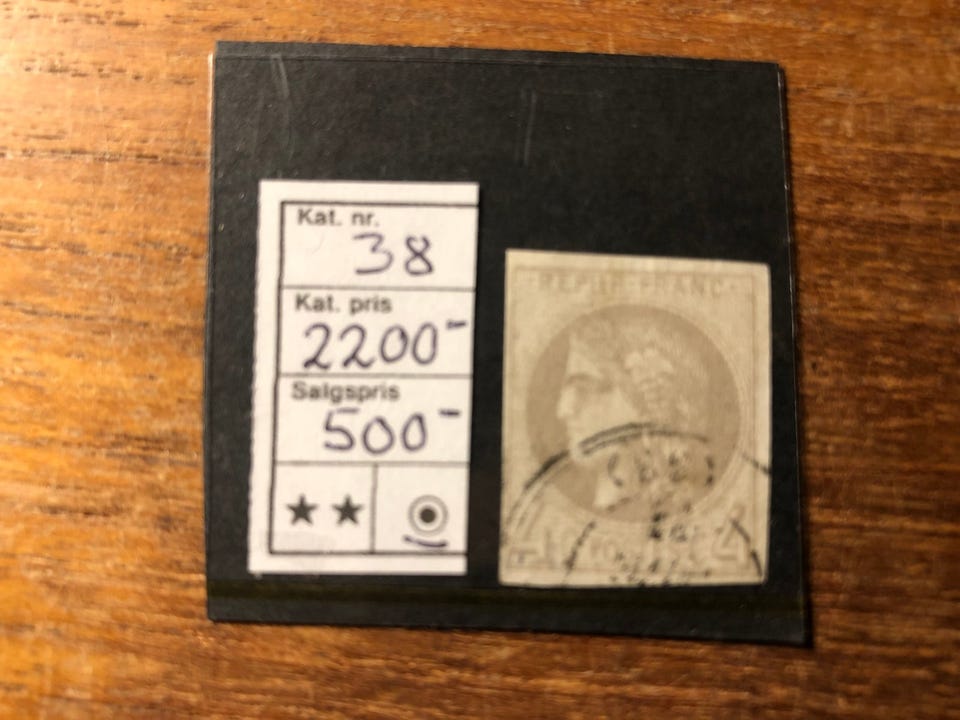 Kat. nr.
38
Kat. pris
2200-
Salgspris
500-
REPUB·FRANC·